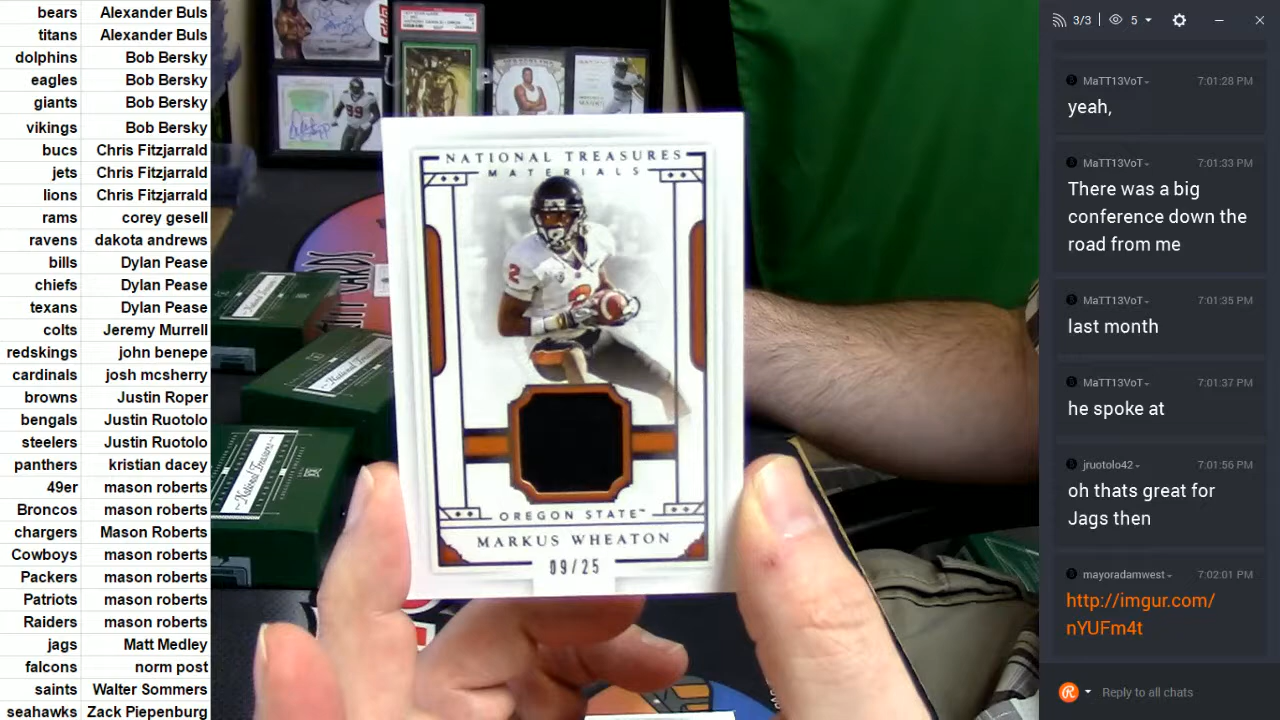 bears Alexander Buls
titans Alexander Buls
dolphins Bob Bersky
eagles Bob Bersky
giants Bob Bersky
vikings Bob Bersky
bucs Chris Fitzjarrald
jets Chris Fitzjarrald
lions Chris Fitzjarrald
rams corey gesell
ravens dakota andrews
bills Dylan Pease
chiefs Dylan Pease
texans Dylan Pease
colts Jeremy Murrell
redskings john benepe
cardinals josh mcsherry
browns Justin Roper
bengals Justin Ruotolo
steelers Justin Ruotolo
panthers kristian dacey
49er mason roberts
Broncos mason roberts
chargers Mason Roberts
Cowboys mason roberts
Packers mason roberts
Patriots mason roberts
Raiders mason roberts
jags Matt Medley
falcons norm post
saints Walter Sommers
seahawks Zack Piepenburg
NATIONAL TREASURES
MATERIALS
2
OREGON STATE™
MARKUS WHEATON
09/25
99
National Treasures
3/3 | 5
MaTT13VoT 7:01:28 PM
yeah,
MaTT13VoT 7:01:33 PM
There was a big
conference down the
road from me
MaTT13VoT 7:01:35 PM
last month
MaTT13VoT 7:01:37 PM
he spoke at
jruotolo42 7:01:56 PM
oh thats great for
Jags then
mayoradamwest 7:02:01 PM
http://imgur.com/
nYUFm4t
Reply to all chats